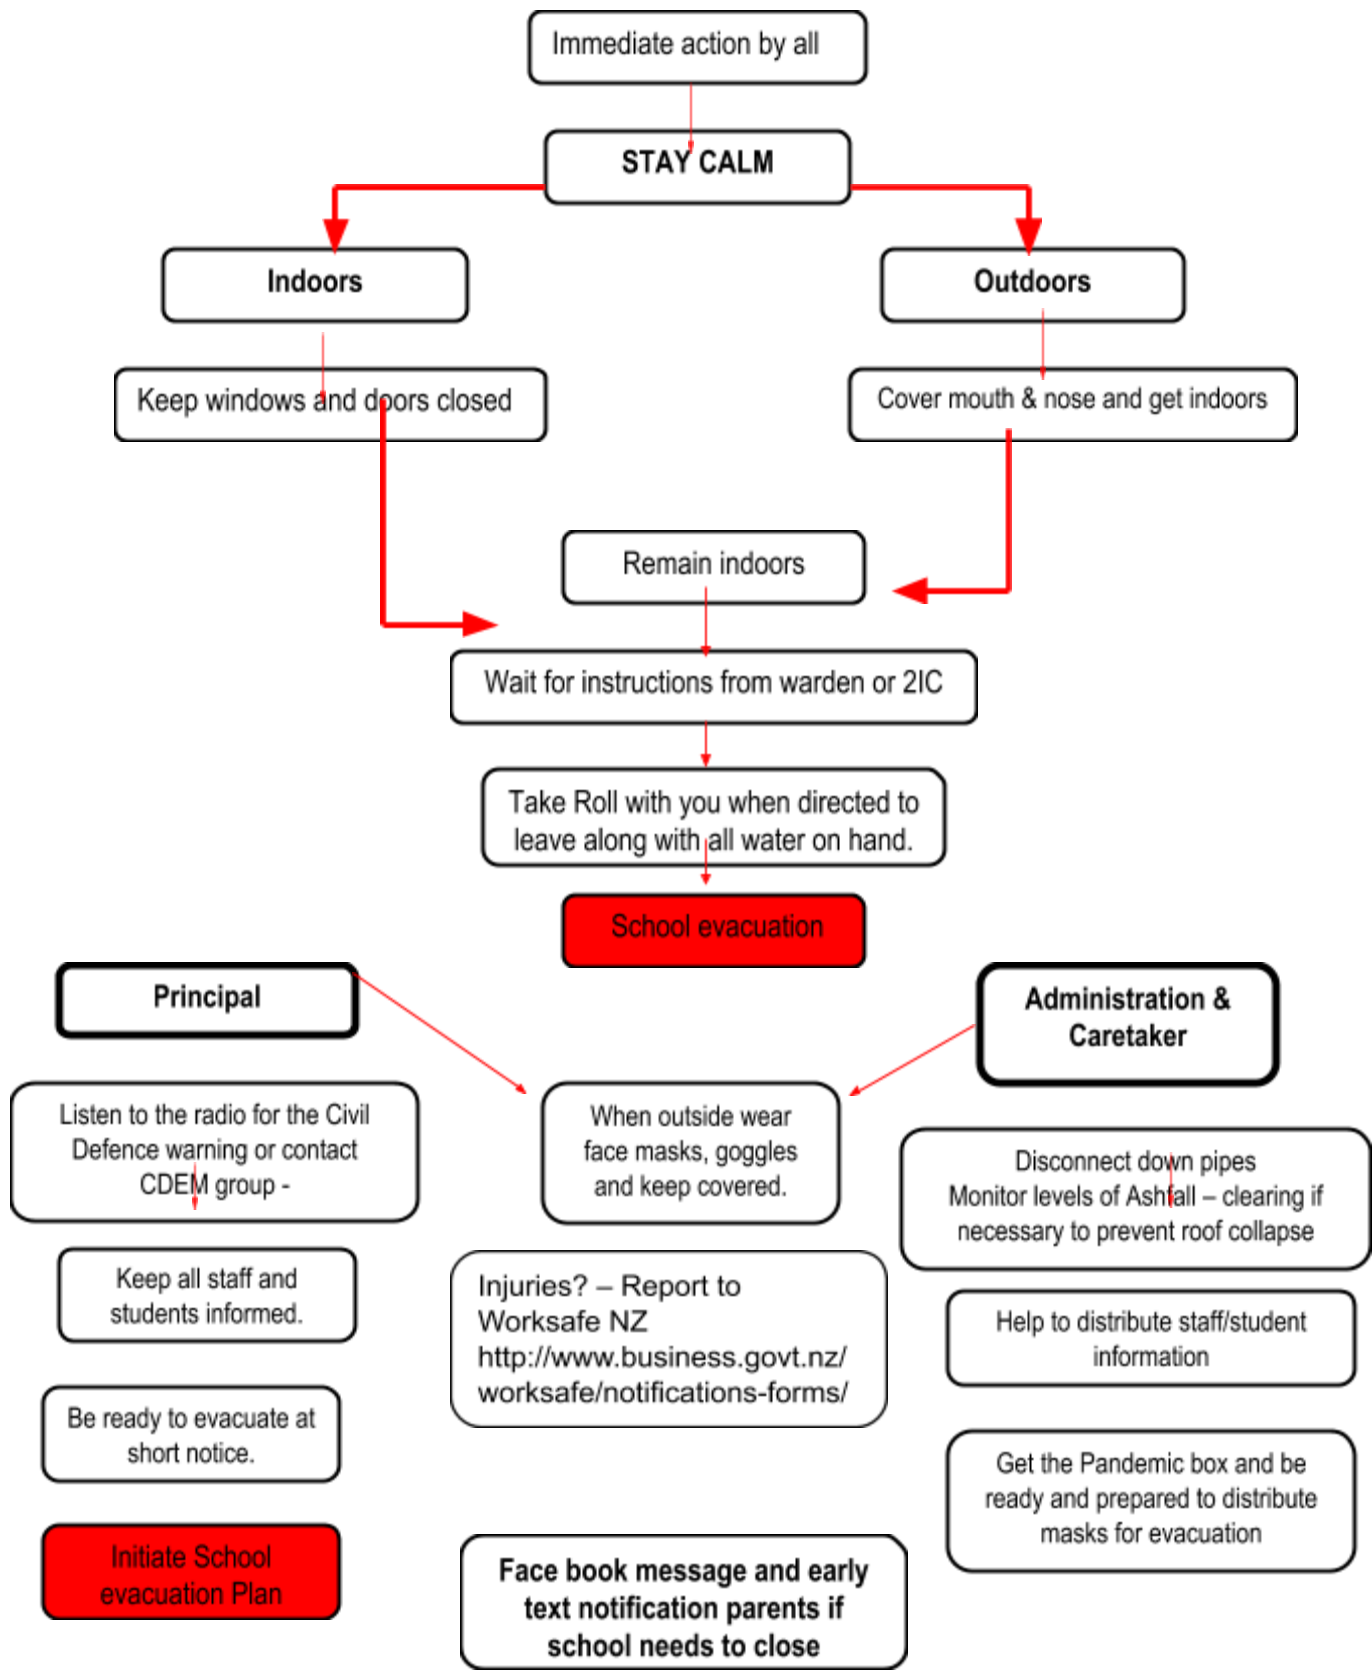 Immediate action by all
STAY CALM
Indoors
Outdoors
Keep windows and doors closed
Cover mouth & nose and get indoors
Remain indoors
Wait for instructions from warden or 2IC
Take Roll with you when directed to
leave along with all water on hand.
School evacuation
Principal
Administration &
Caretaker
Listen to the radio for the Civil
Defence warning or contact
CDEM group -
When outside wear
face masks, goggles
and keep covered.
Disconnect down pipes
Monitor levels of Ashfall – clearing if
necessary to prevent roof collapse
Keep all staff and
students informed.
Injuries? – Report to
Worksafe NZ
http://www.business.govt.nz/
worksafe/notifications-forms/
Help to distribute staff/student
information
Be ready to evacuate at
short notice.
Get the Pandemic box and be
ready and prepared to distribute
masks for evacuation
Initiate School
evacuation Plan
Face book message and early
text notification parents if
school needs to close